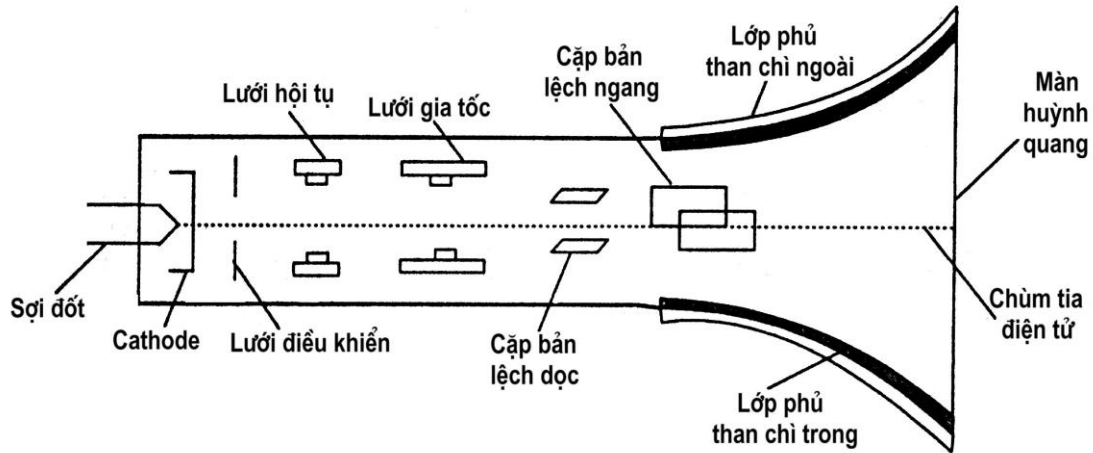 Lớp phủ
than chì ngoài
Cặp bản
lệch ngang
Màn
huỳnh
quang
Lưới hội tụ
Lưới gia tốc
Sợi đốt
Cathode
Lưới điều khiển
Cặp bản
lệch dọc
Chùm tia
điện tử
Lớp phủ
than chì trong